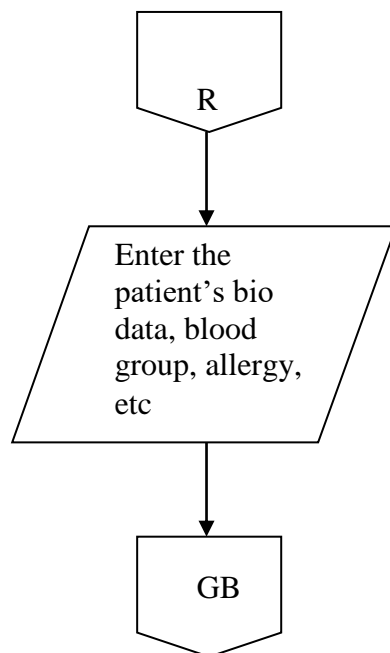 R
Enter the
patient’s bio
data, blood
group, allergy,
etc
GB